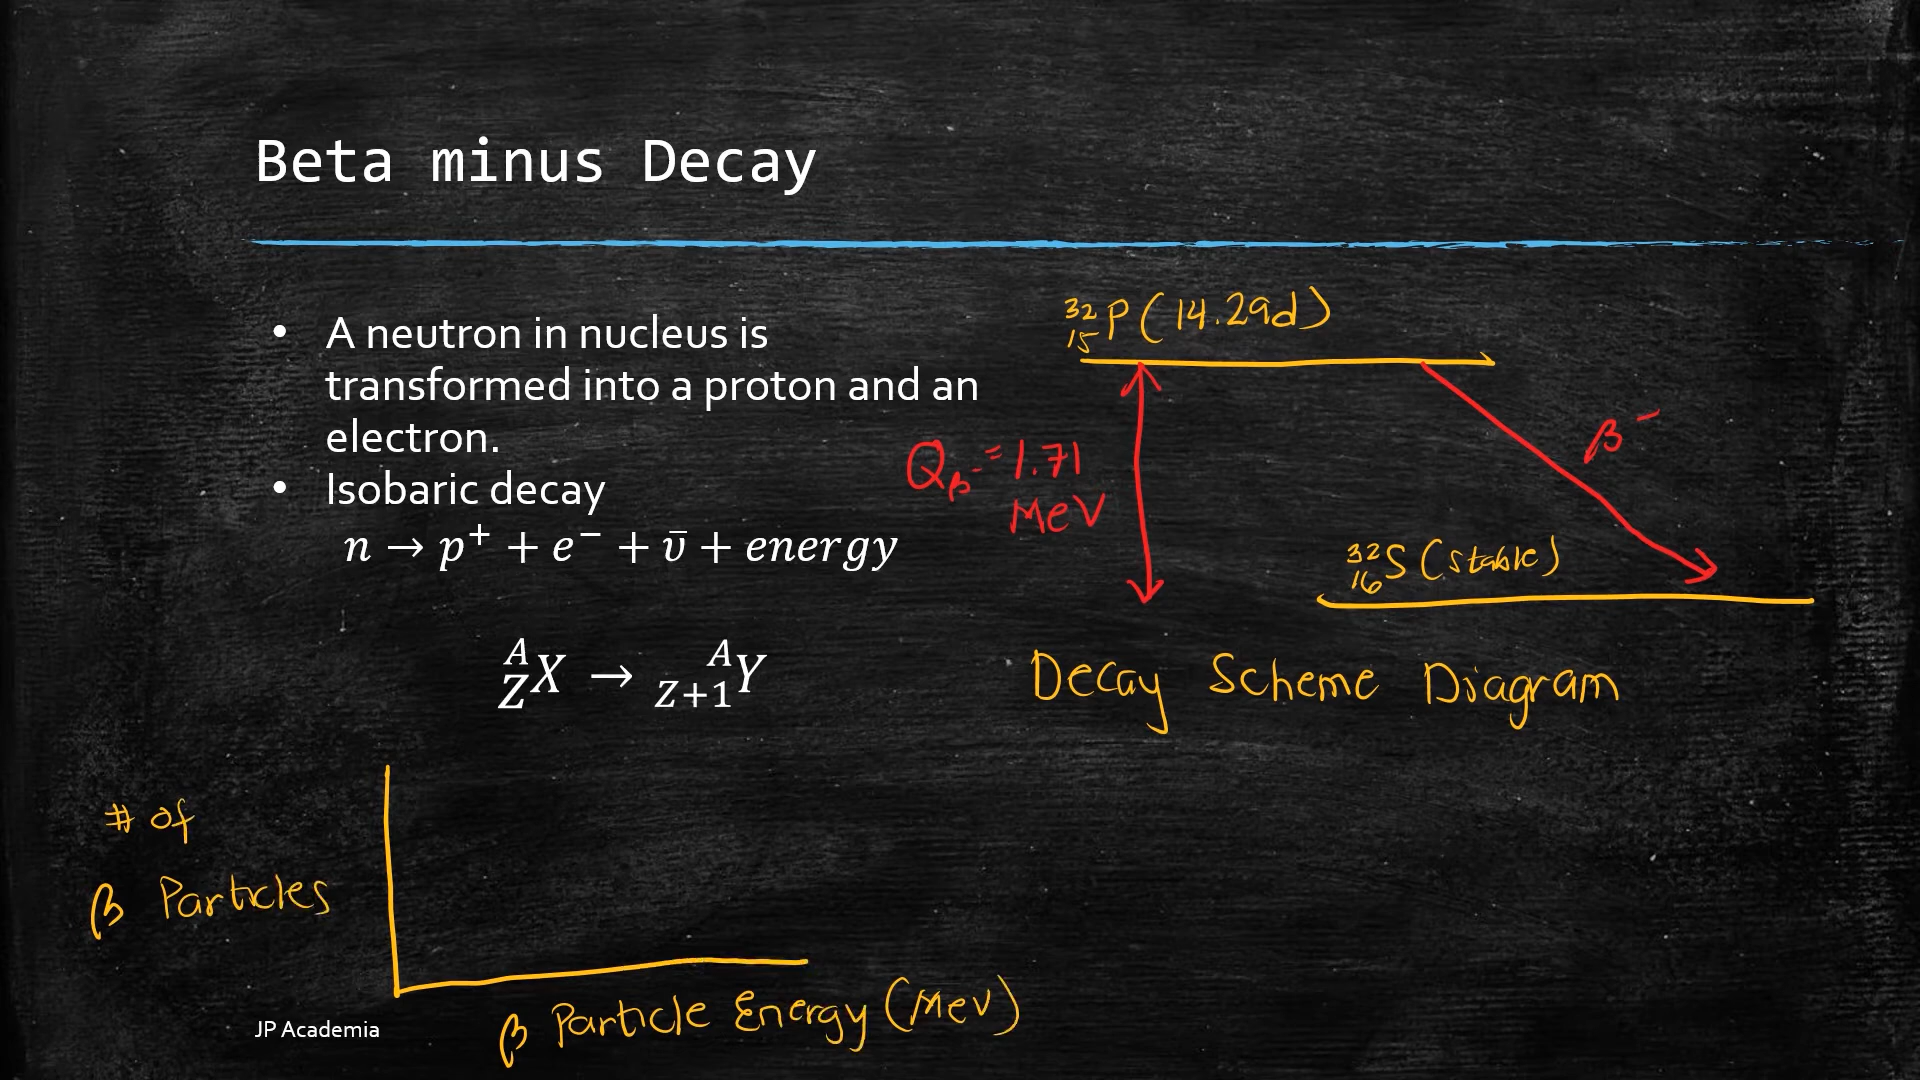 Beta minus Decay
• A neutron in nucleus is
transformed into a proton and an
electron.
• Isobaric decay
n → p⁺ + e⁻ + ῡ + energy
ᴬ_Z X → ᴬ_Z+1 Y
³²₁₅P (14.29d)
Qᵦ- = 1.71
MeV
β⁻
³²₁₆S (stable)
Decay Scheme Diagram
# of
β Particles
β Particle Energy (MeV)
JP Academia